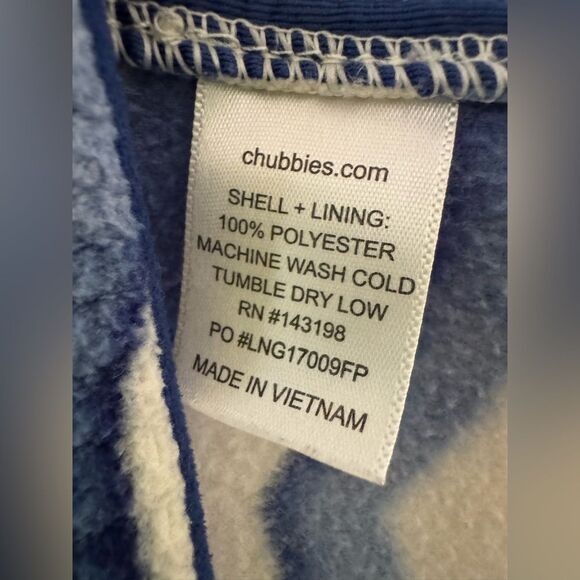 chubbies.com
SHELL + LINING:
100% POLYESTER
MACHINE WASH COLD
TUMBLE DRY LOW
RN #143198
PO #LNG17009FP
MADE IN VIETNAM